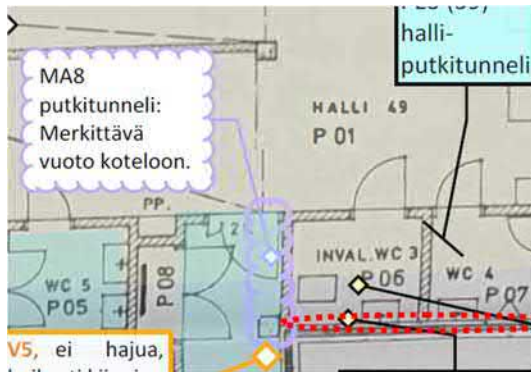 halli-
putkitunneli
MA8
putkitunneli:
Merkittävä
vuoto koteloon.
HALLI 49
P 01
PP.
INVAL.WC 3
P 06
WC 4
P 07
WC 5
P 05
P 08
V5, ei hajua,